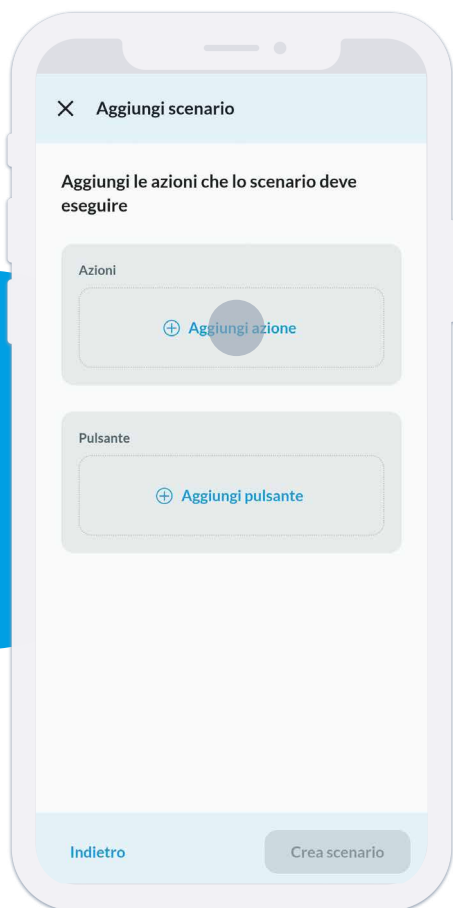 Aggiungi scenario
Aggiungi le azioni che lo scenario deve
eseguire
Azioni
Aggiungi azione
Pulsante
Aggiungi pulsante
Indietro
Crea scenario